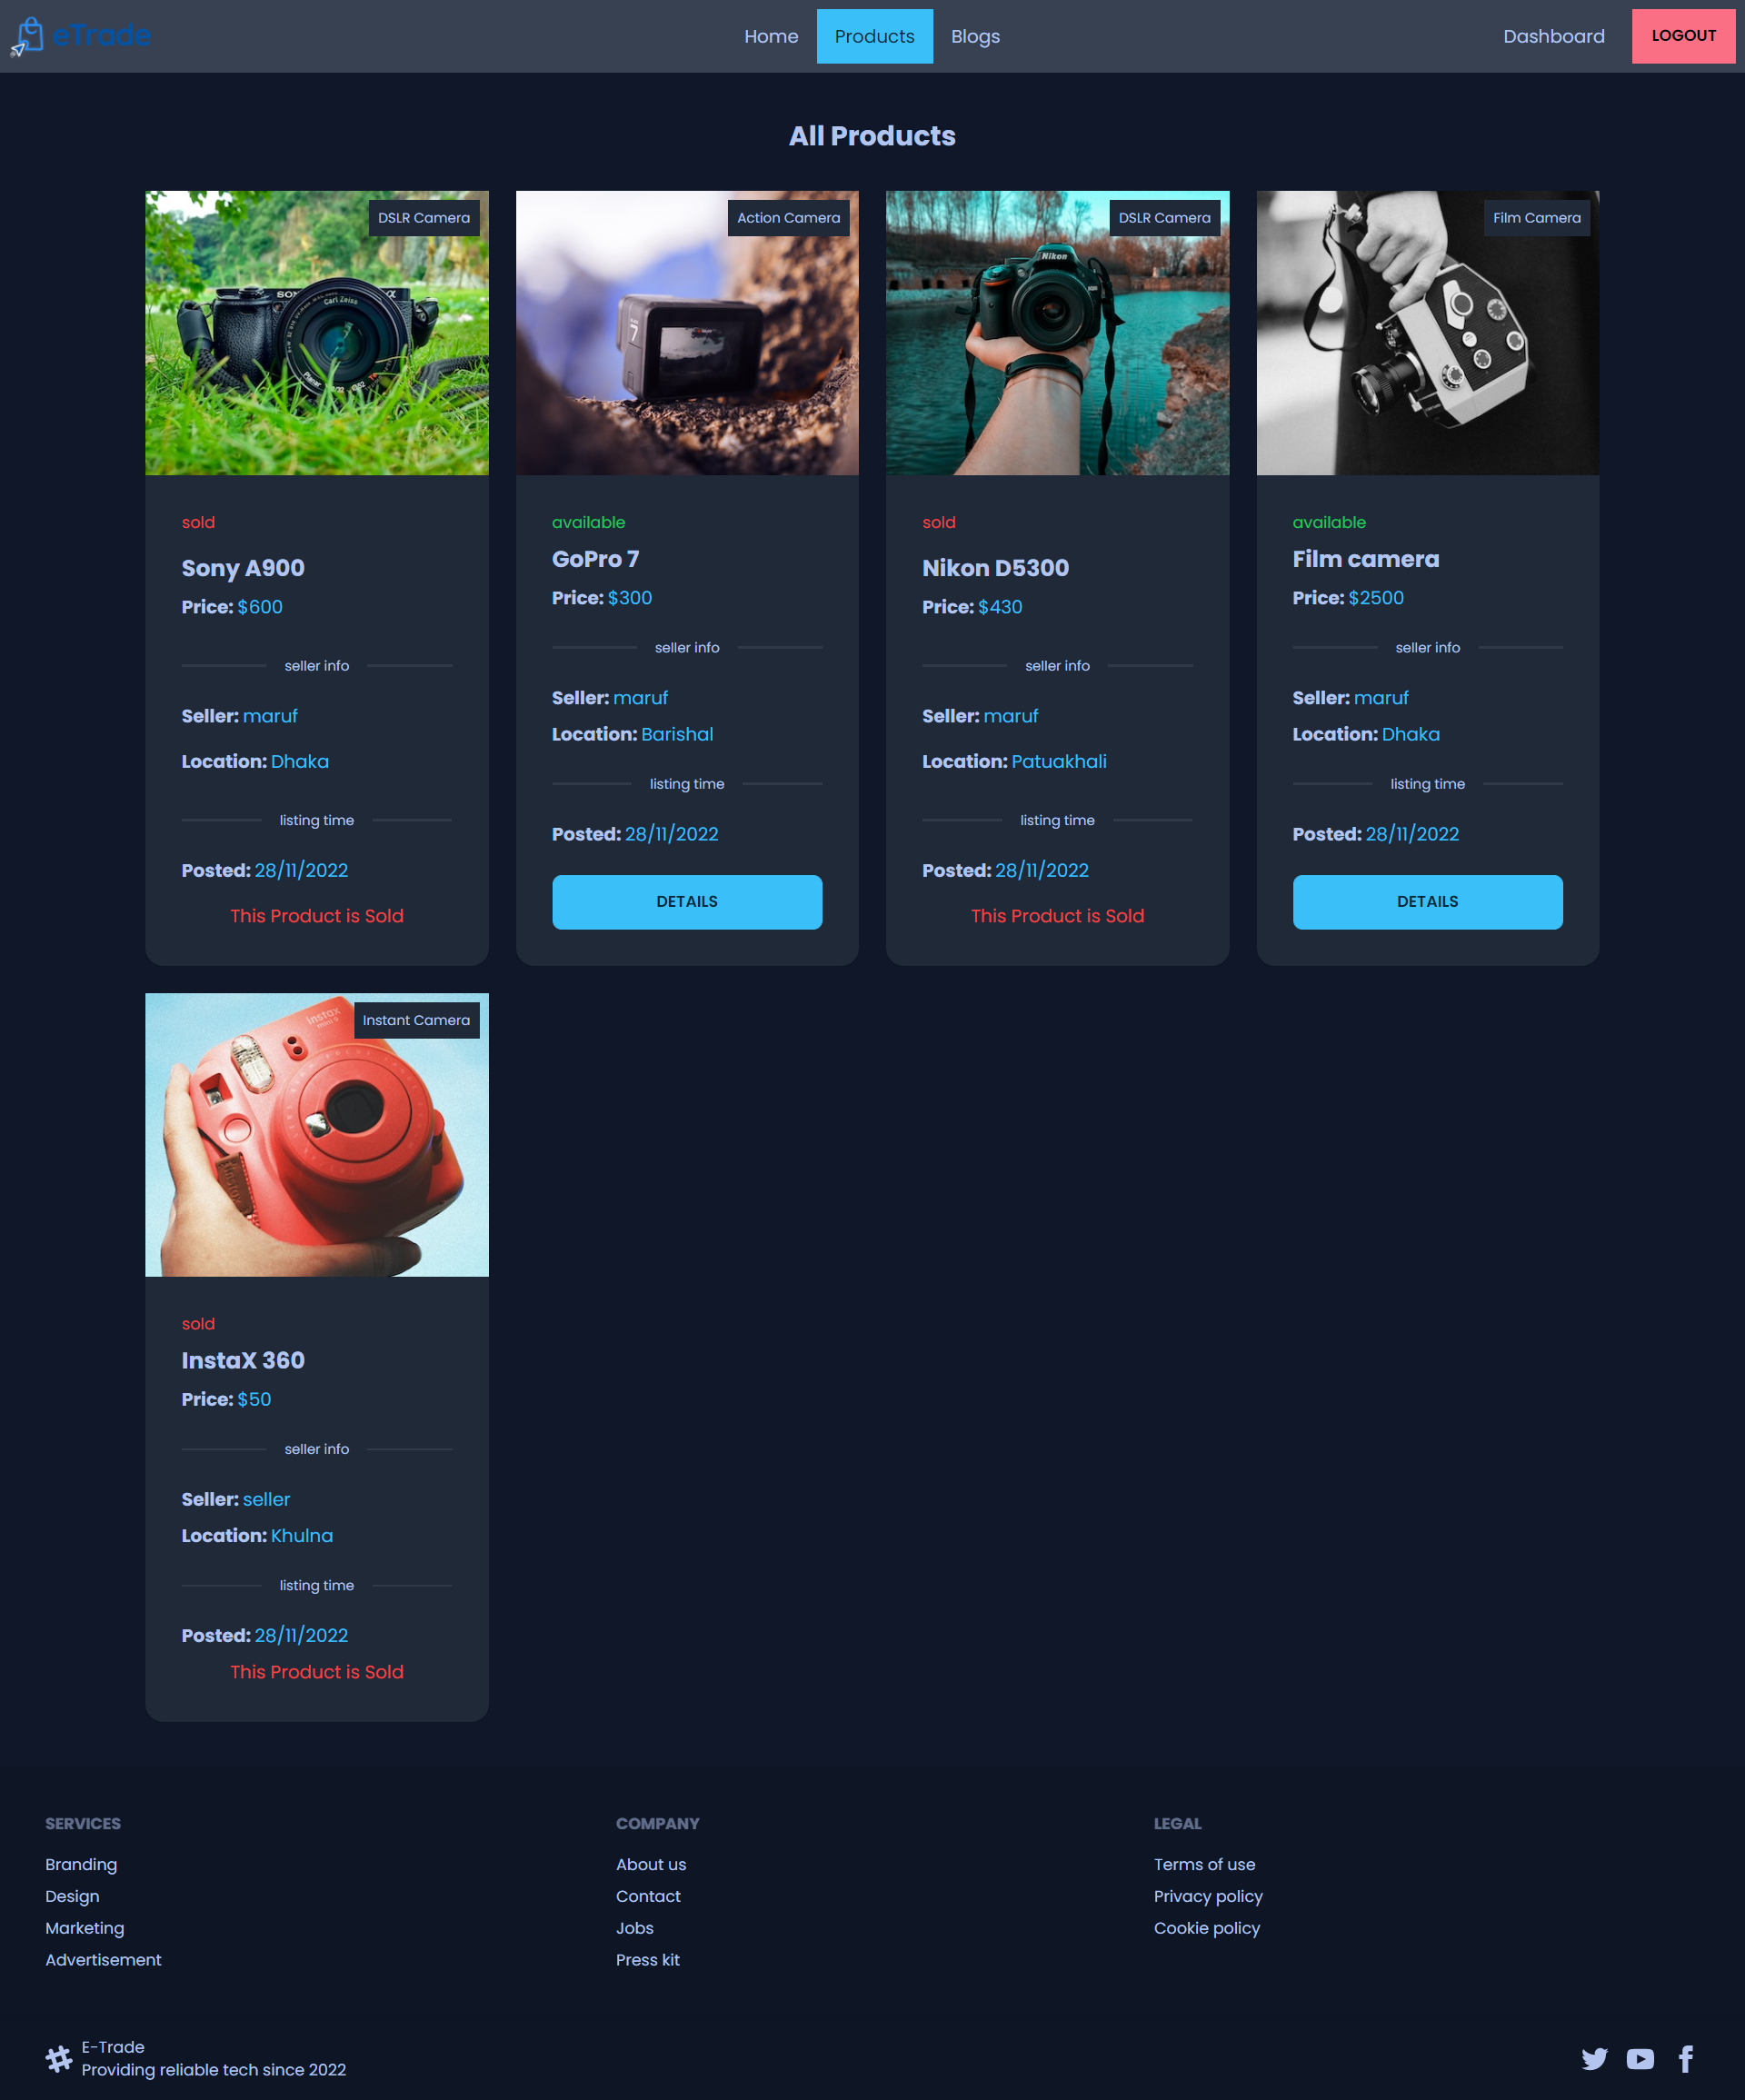 eTrade
Home
Products
Blogs
Dashboard
LOGOUT
All Products
DSLR Camera
SONY
α
Carl Zeiss
sold
Sony A900
Price: $600
seller info
Seller: maruf
Location: Dhaka
listing time
Posted: 28/11/2022
This Product is Sold
Action Camera
7
available
GoPro 7
Price: $300
seller info
Seller: maruf
Location: Barishal
listing time
Posted: 28/11/2022
DETAILS
DSLR Camera
Nikon
sold
Nikon D5300
Price: $430
seller info
Seller: maruf
Location: Patuakhali
listing time
Posted: 28/11/2022
This Product is Sold
Film Camera
available
Film camera
Price: $2500
seller info
Seller: maruf
Location: Dhaka
listing time
Posted: 28/11/2022
DETAILS
Instant Camera
instax
sold
InstaX 360
Price: $50
seller info
Seller: seller
Location: Khulna
listing time
Posted: 28/11/2022
This Product is Sold
SERVICES
Branding
Design
Marketing
Advertisement
COMPANY
About us
Contact
Jobs
Press kit
LEGAL
Terms of use
Privacy policy
Cookie policy
E-Trade
Providing reliable tech since 2022